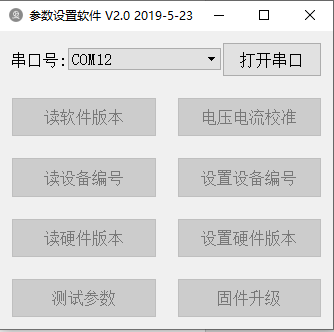 参数设置软件 V2.0 2019-5-23
串口号: COM12 打开串口
读软件版本 电压电流校准
读设备编号 设置设备编号
读硬件版本 设置硬件版本
测试参数 固件升级